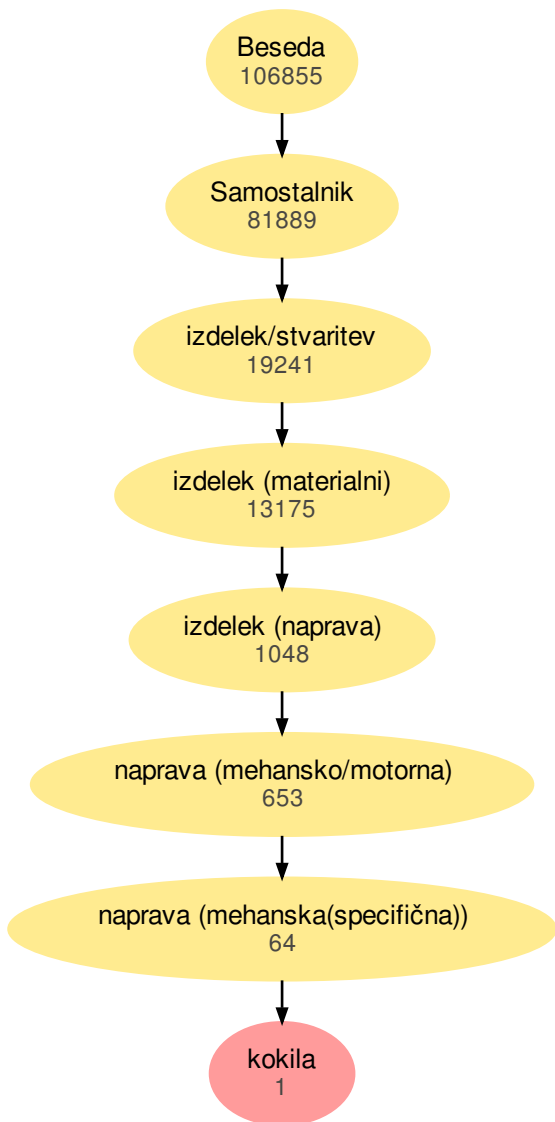 Beseda
106855
Samostalnik
81889
izdelek/stvaritev
19241
izdelek (materialni)
13175
izdelek (naprava)
1048
naprava (mehansko/motorna)
653
naprava (mehanska(specifična))
64
kokila
1